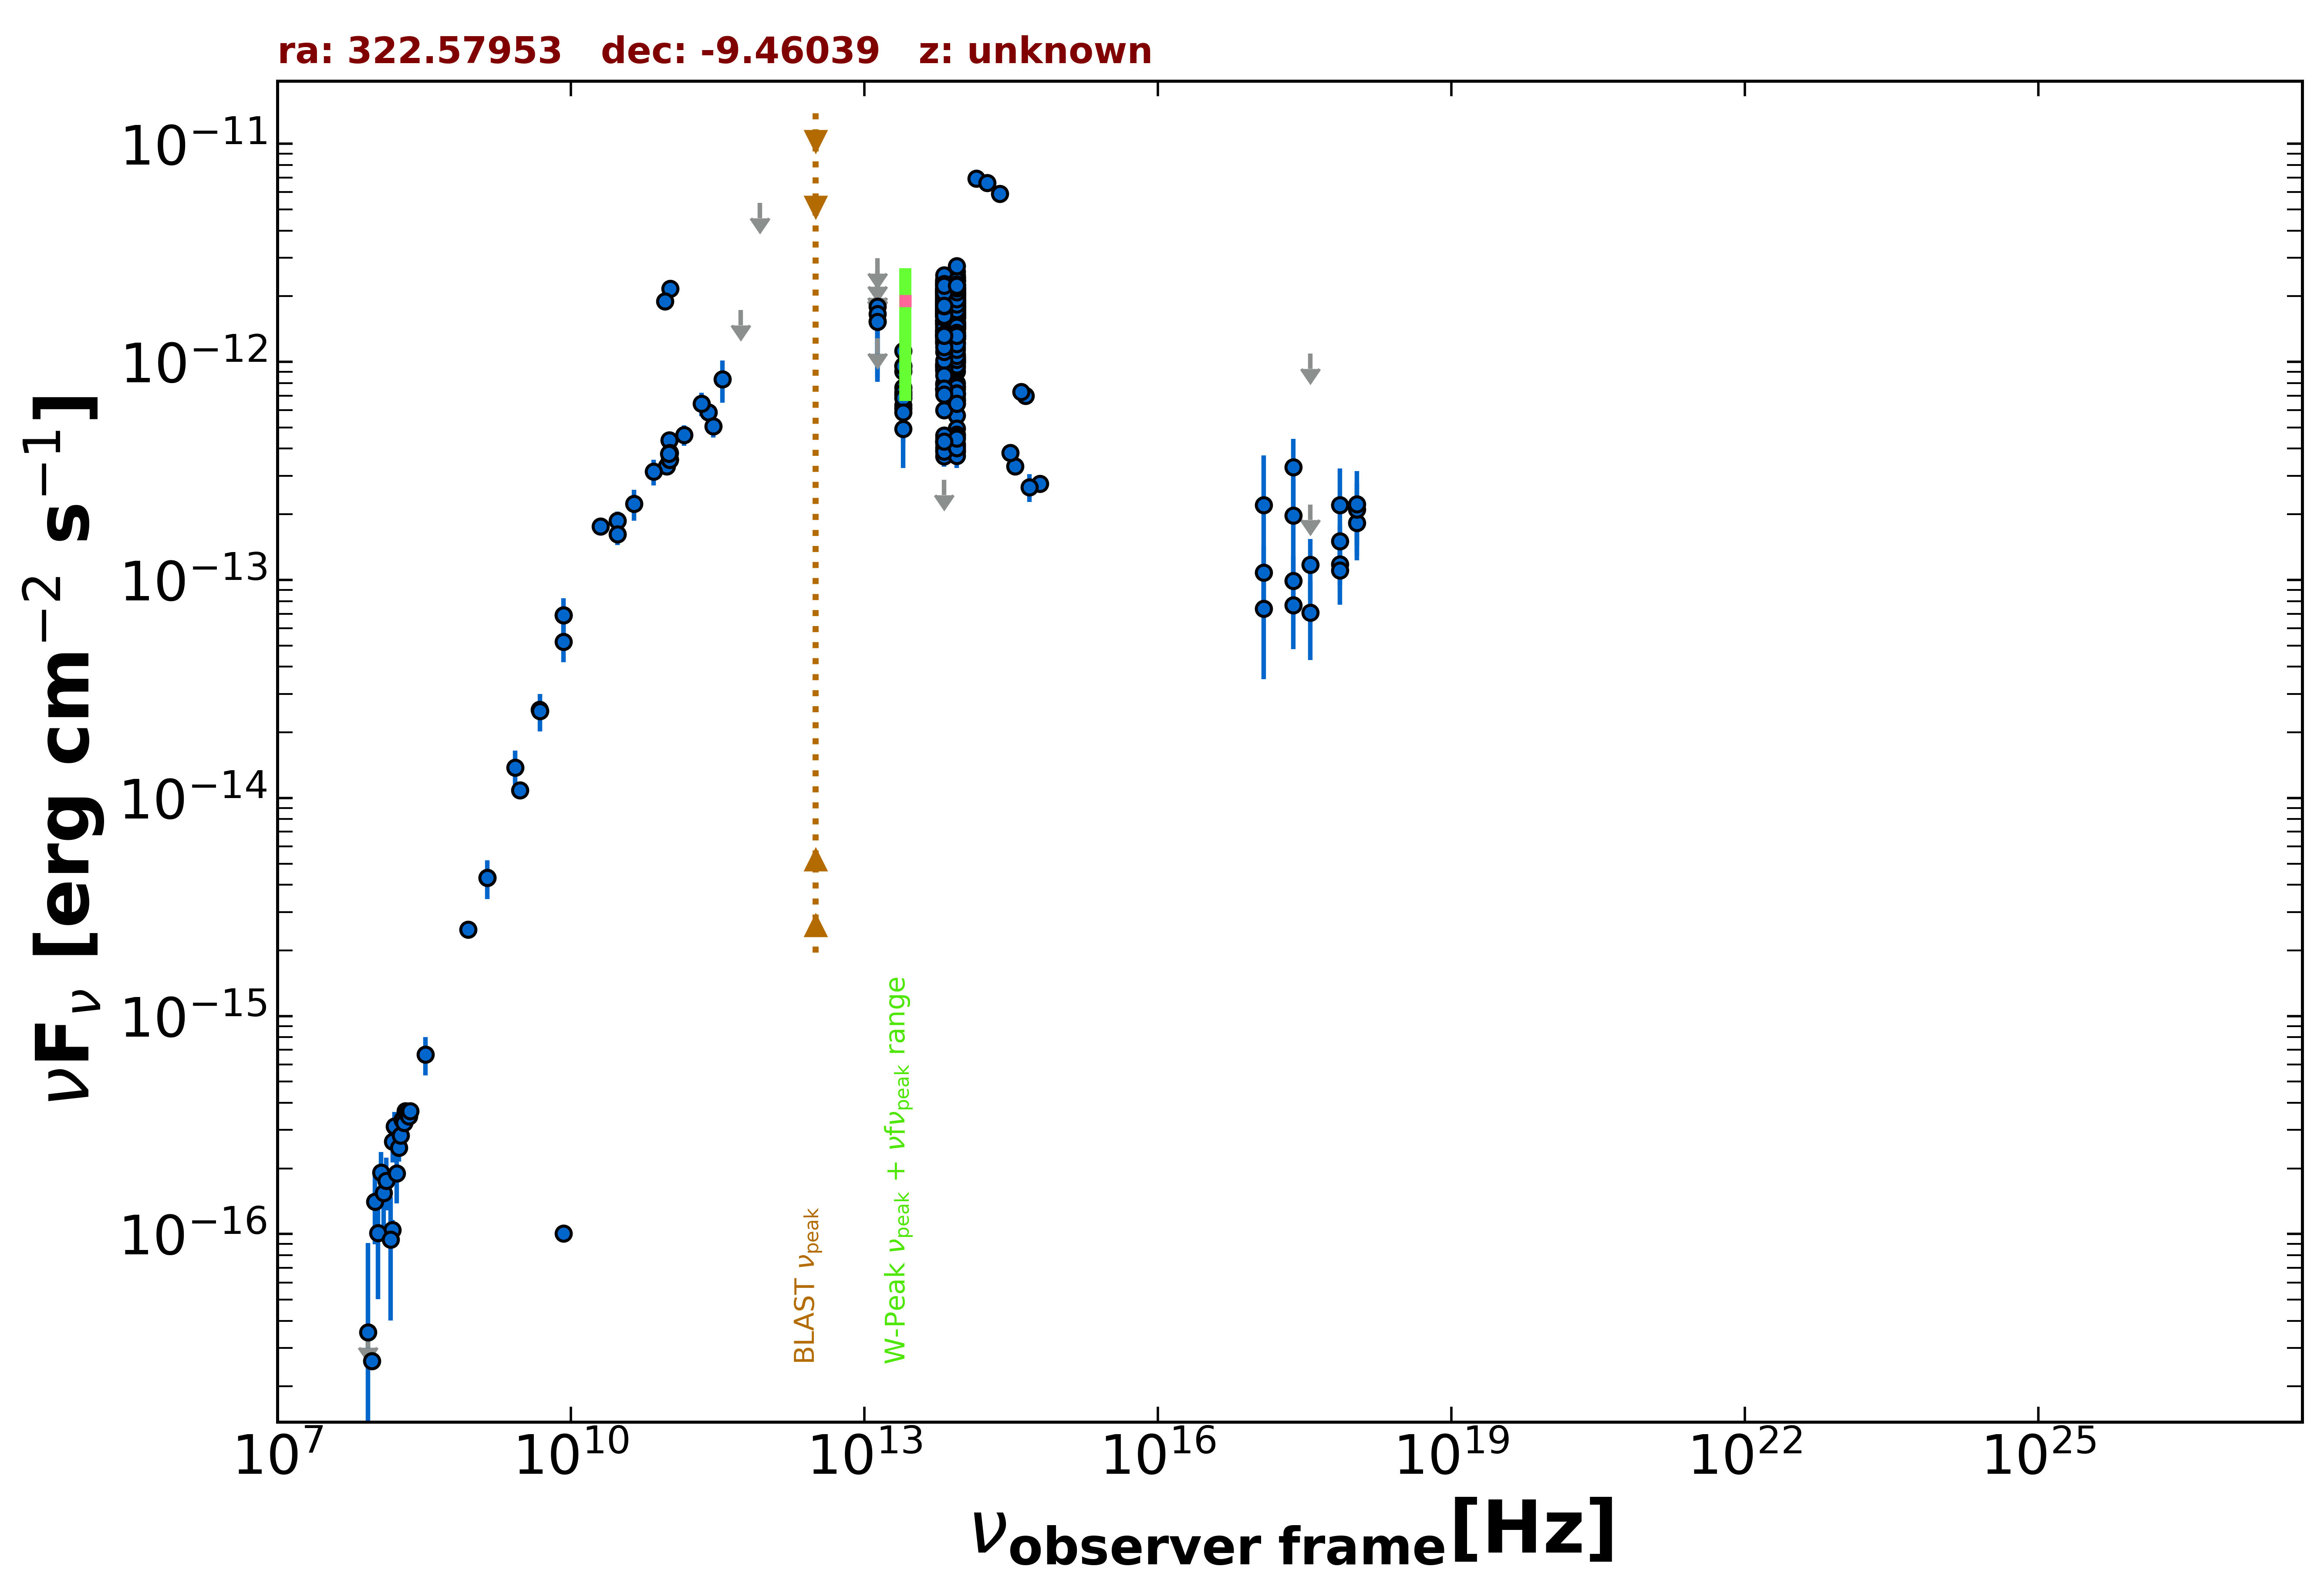 ra: 322.57953 dec: -9.46039 z: unknown
10⁻¹¹
10⁻¹²
10⁻¹³
10⁻¹⁴
10⁻¹⁵
10⁻¹⁶
νFν [erg cm⁻² s⁻¹]
BLAST νpeak
W-Peak νpeak + νfνpeak range
10⁷ 10¹⁰ 10¹³ 10¹⁶ 10¹⁹ 10²² 10²⁵
νobserver frame [Hz]